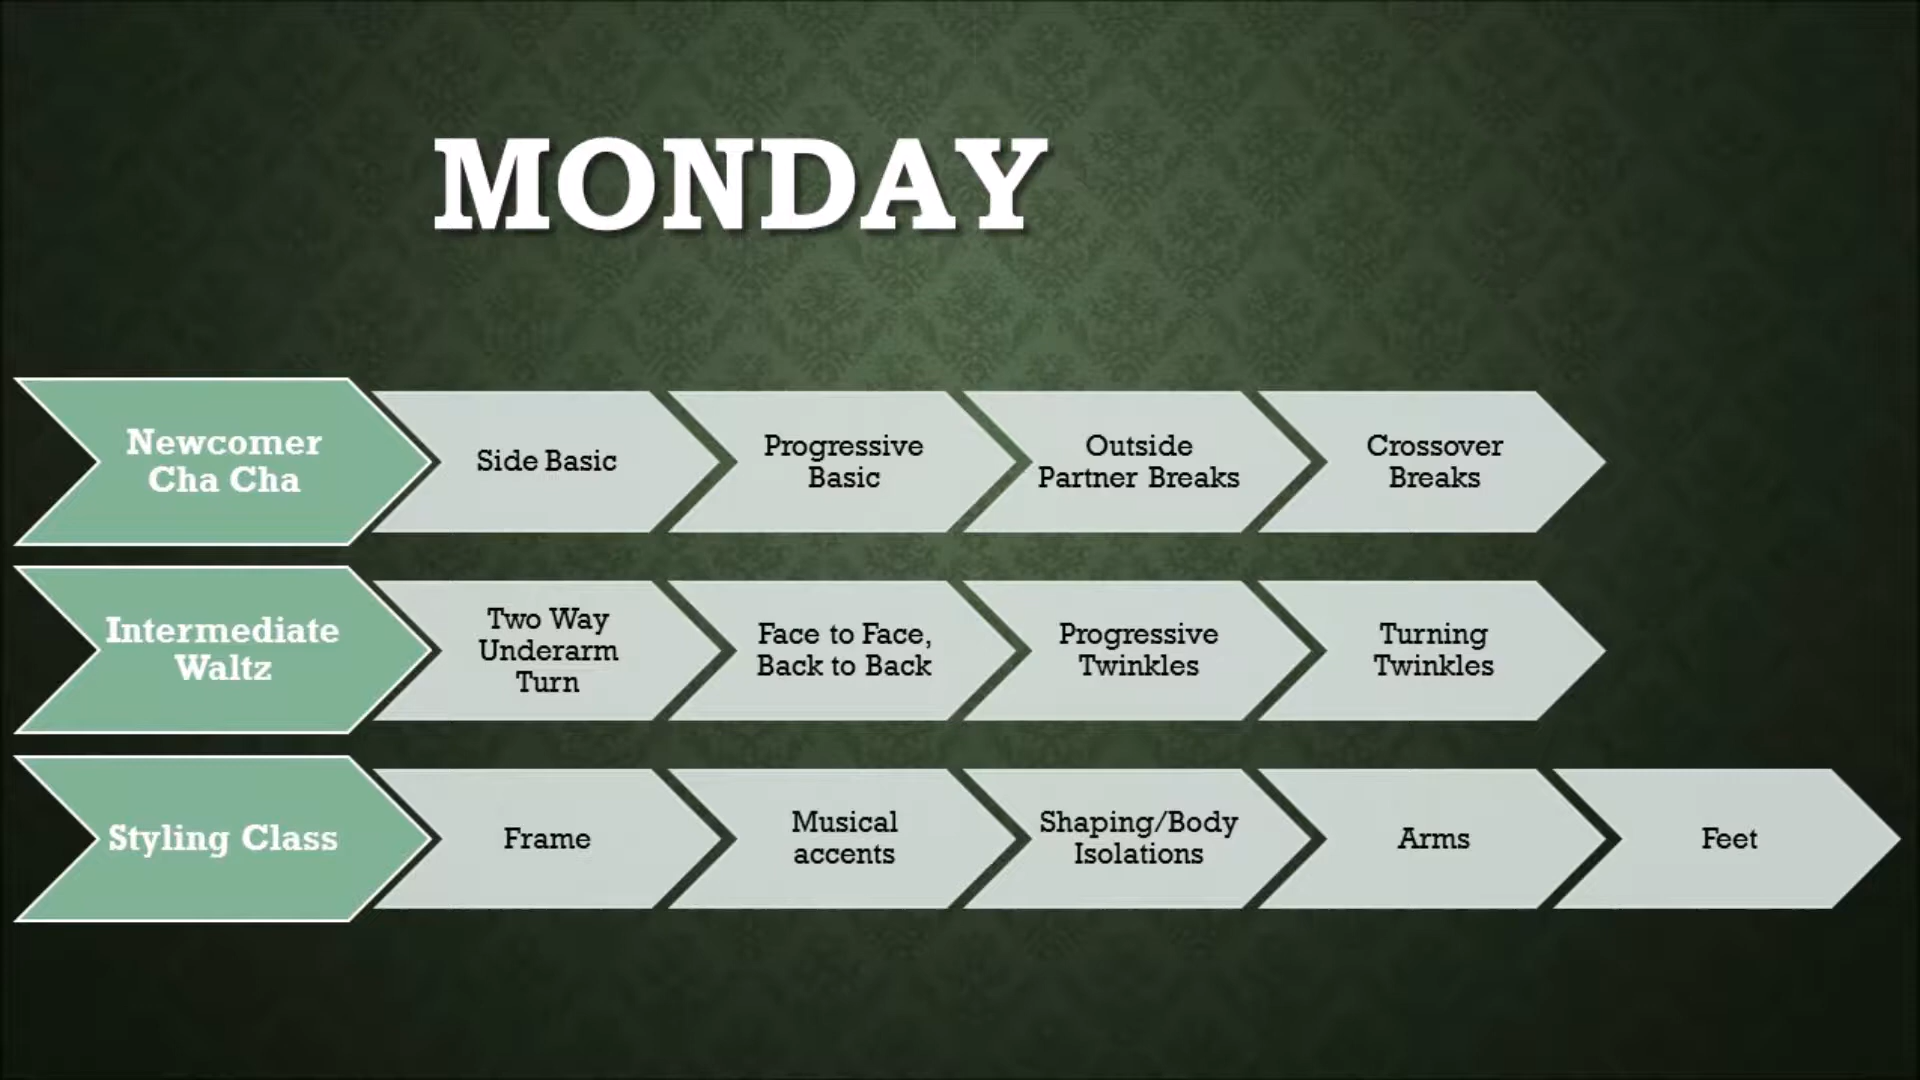 MONDAY
Newcomer
Cha Cha
Side Basic
Progressive
Basic
Outside
Partner Breaks
Crossover
Breaks
Intermediate
Waltz
Two Way
Underarm
Turn
Face to Face,
Back to Back
Progressive
Twinkles
Turning
Twinkles
Styling Class
Frame
Musical
accents
Shaping/Body
Isolations
Arms
Feet